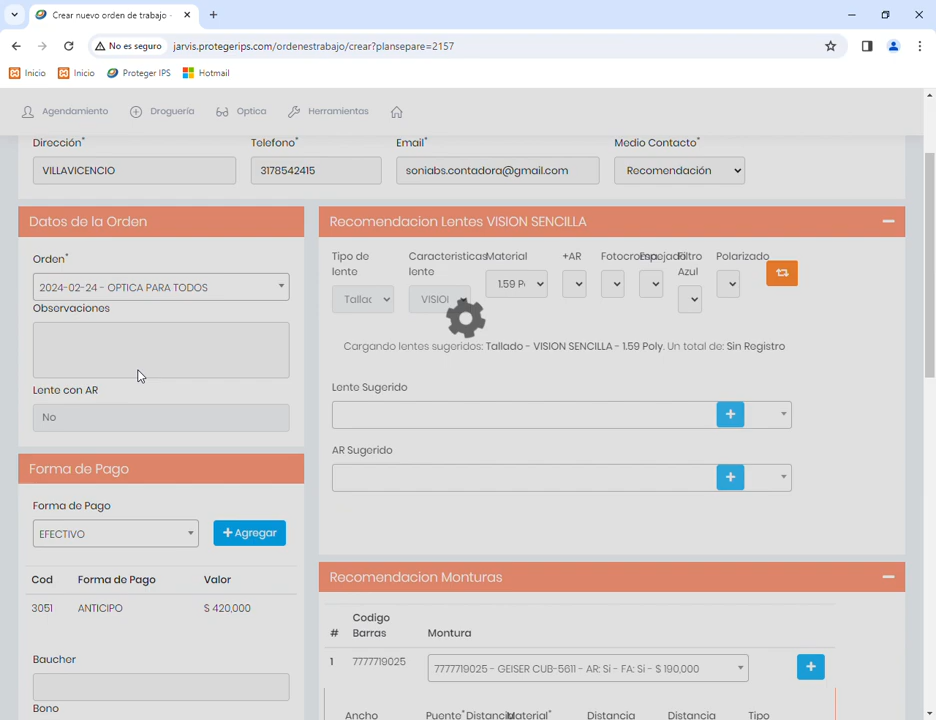 Crear nuevo orden de trabajo -
No es seguro
jarvis.protegerips.com/ordenestrabajo/crear?plansepare=2157
Inicio
Inicio
Proteger IPS
Hotmail
Agendamiento
Droguería
Optica
Herramientas
Dirección*
Telefono*
Email*
Medio Contacto*
VILLAVICENCIO
3178542415
soniabs.contadora@gmail.com
Recomendación
Datos de la Orden
Orden*
2024-02-24 - OPTICA PARA TODOS
Observaciones
Lente con AR
No
Forma de Pago
Forma de Pago
EFECTIVO
+ Agregar
Cod Forma de Pago Valor
3051 ANTICIPO $ 420,000
Baucher
Bono
Recomendacion Lentes VISION SENCILLA
Tipo de lente
Caracteristicas lente
Material
+AR
Fotocromo
Espejado
Filtro Azul
Polarizado
Tallac
VISIOI
1.59 P
Cargando lentes sugeridos: Tallado - VISION SENCILLA - 1.59 Poly. Un total de: Sin Registro
Lente Sugerido
AR Sugerido
Recomendacion Monturas
# Codigo Barras Montura
1 7777719025 7777719025 - GEISER CUB-5611 - AR: Si - FA: Si - $ 190,000
Ancho Puente* Distancia Material* Distancia Distancia Tipo